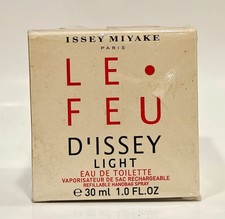 ISSEY MIYAKE
PARIS
LE•
FEU
D'ISSEY
LIGHT
EAU DE TOILETTE
VAPORISATEUR DE SAC RECHARGEABLE
REFILLABLE HANDBAG SPRAY
e 30 ml 1.0 FL.OZ